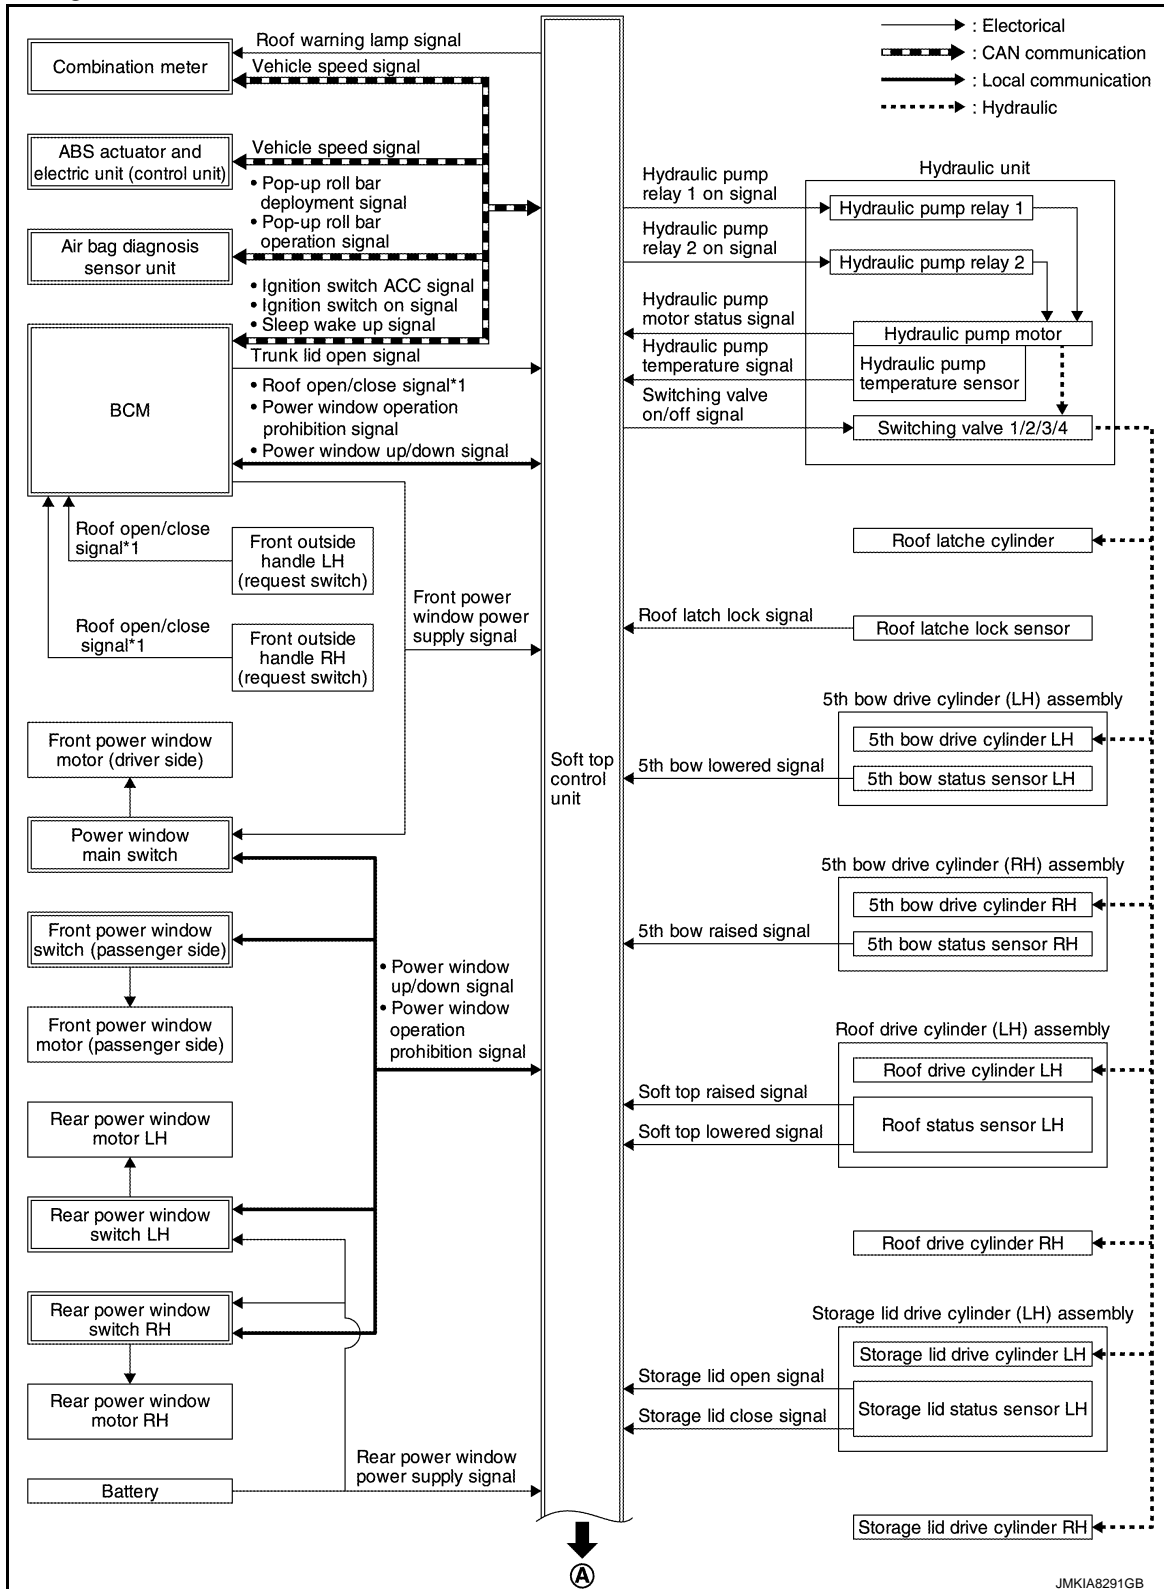 Roof warning lamp signal
Combination meter
Vehicle speed signal
ABS actuator and
electric unit (control unit)
Vehicle speed signal
• Pop-up roll bar
deployment signal
• Pop-up roll bar
operation signal
Air bag diagnosis
sensor unit
• Ignition switch ACC signal
• Ignition switch on signal
• Sleep wake up signal
BCM
Trunk lid open signal
• Roof open/close signal*1
• Power window operation
prohibition signal
• Power window up/down signal
Roof open/close
signal*1
Front outside
handle LH
(request switch)
Roof open/close
signal*1
Front outside
handle RH
(request switch)
Front power
window power
supply signal
Front power window
motor (driver side)
Power window
main switch
Front power window
switch (passenger side)
Front power window
motor (passenger side)
• Power window
up/down signal
• Power window
operation
prohibition signal
Rear power window
motor LH
Rear power window
switch LH
Rear power window
switch RH
Rear power window
motor RH
Rear power window
power supply signal
Battery
Soft top
control
unit
A
: Electorical
: CAN communication
: Local communication
: Hydraulic
Hydraulic unit
Hydraulic pump
relay 1 on signal
Hydraulic pump relay 1
Hydraulic pump
relay 2 on signal
Hydraulic pump relay 2
Hydraulic pump
motor status signal
Hydraulic pump motor
Hydraulic pump
temperature signal
Hydraulic pump
temperature sensor
Switching valve
on/off signal
Switching valve 1/2/3/4
Roof latche cylinder
Roof latch lock signal
Roof latche lock sensor
5th bow drive cylinder (LH) assembly
5th bow drive cylinder LH
5th bow lowered signal
5th bow status sensor LH
5th bow drive cylinder (RH) assembly
5th bow drive cylinder RH
5th bow raised signal
5th bow status sensor RH
Roof drive cylinder (LH) assembly
Roof drive cylinder LH
Soft top raised signal
Soft top lowered signal
Roof status sensor LH
Roof drive cylinder RH
Storage lid drive cylinder (LH) assembly
Storage lid drive cylinder LH
Storage lid open signal
Storage lid close signal
Storage lid status sensor LH
Storage lid drive cylinder RH
JMKIA8291GB